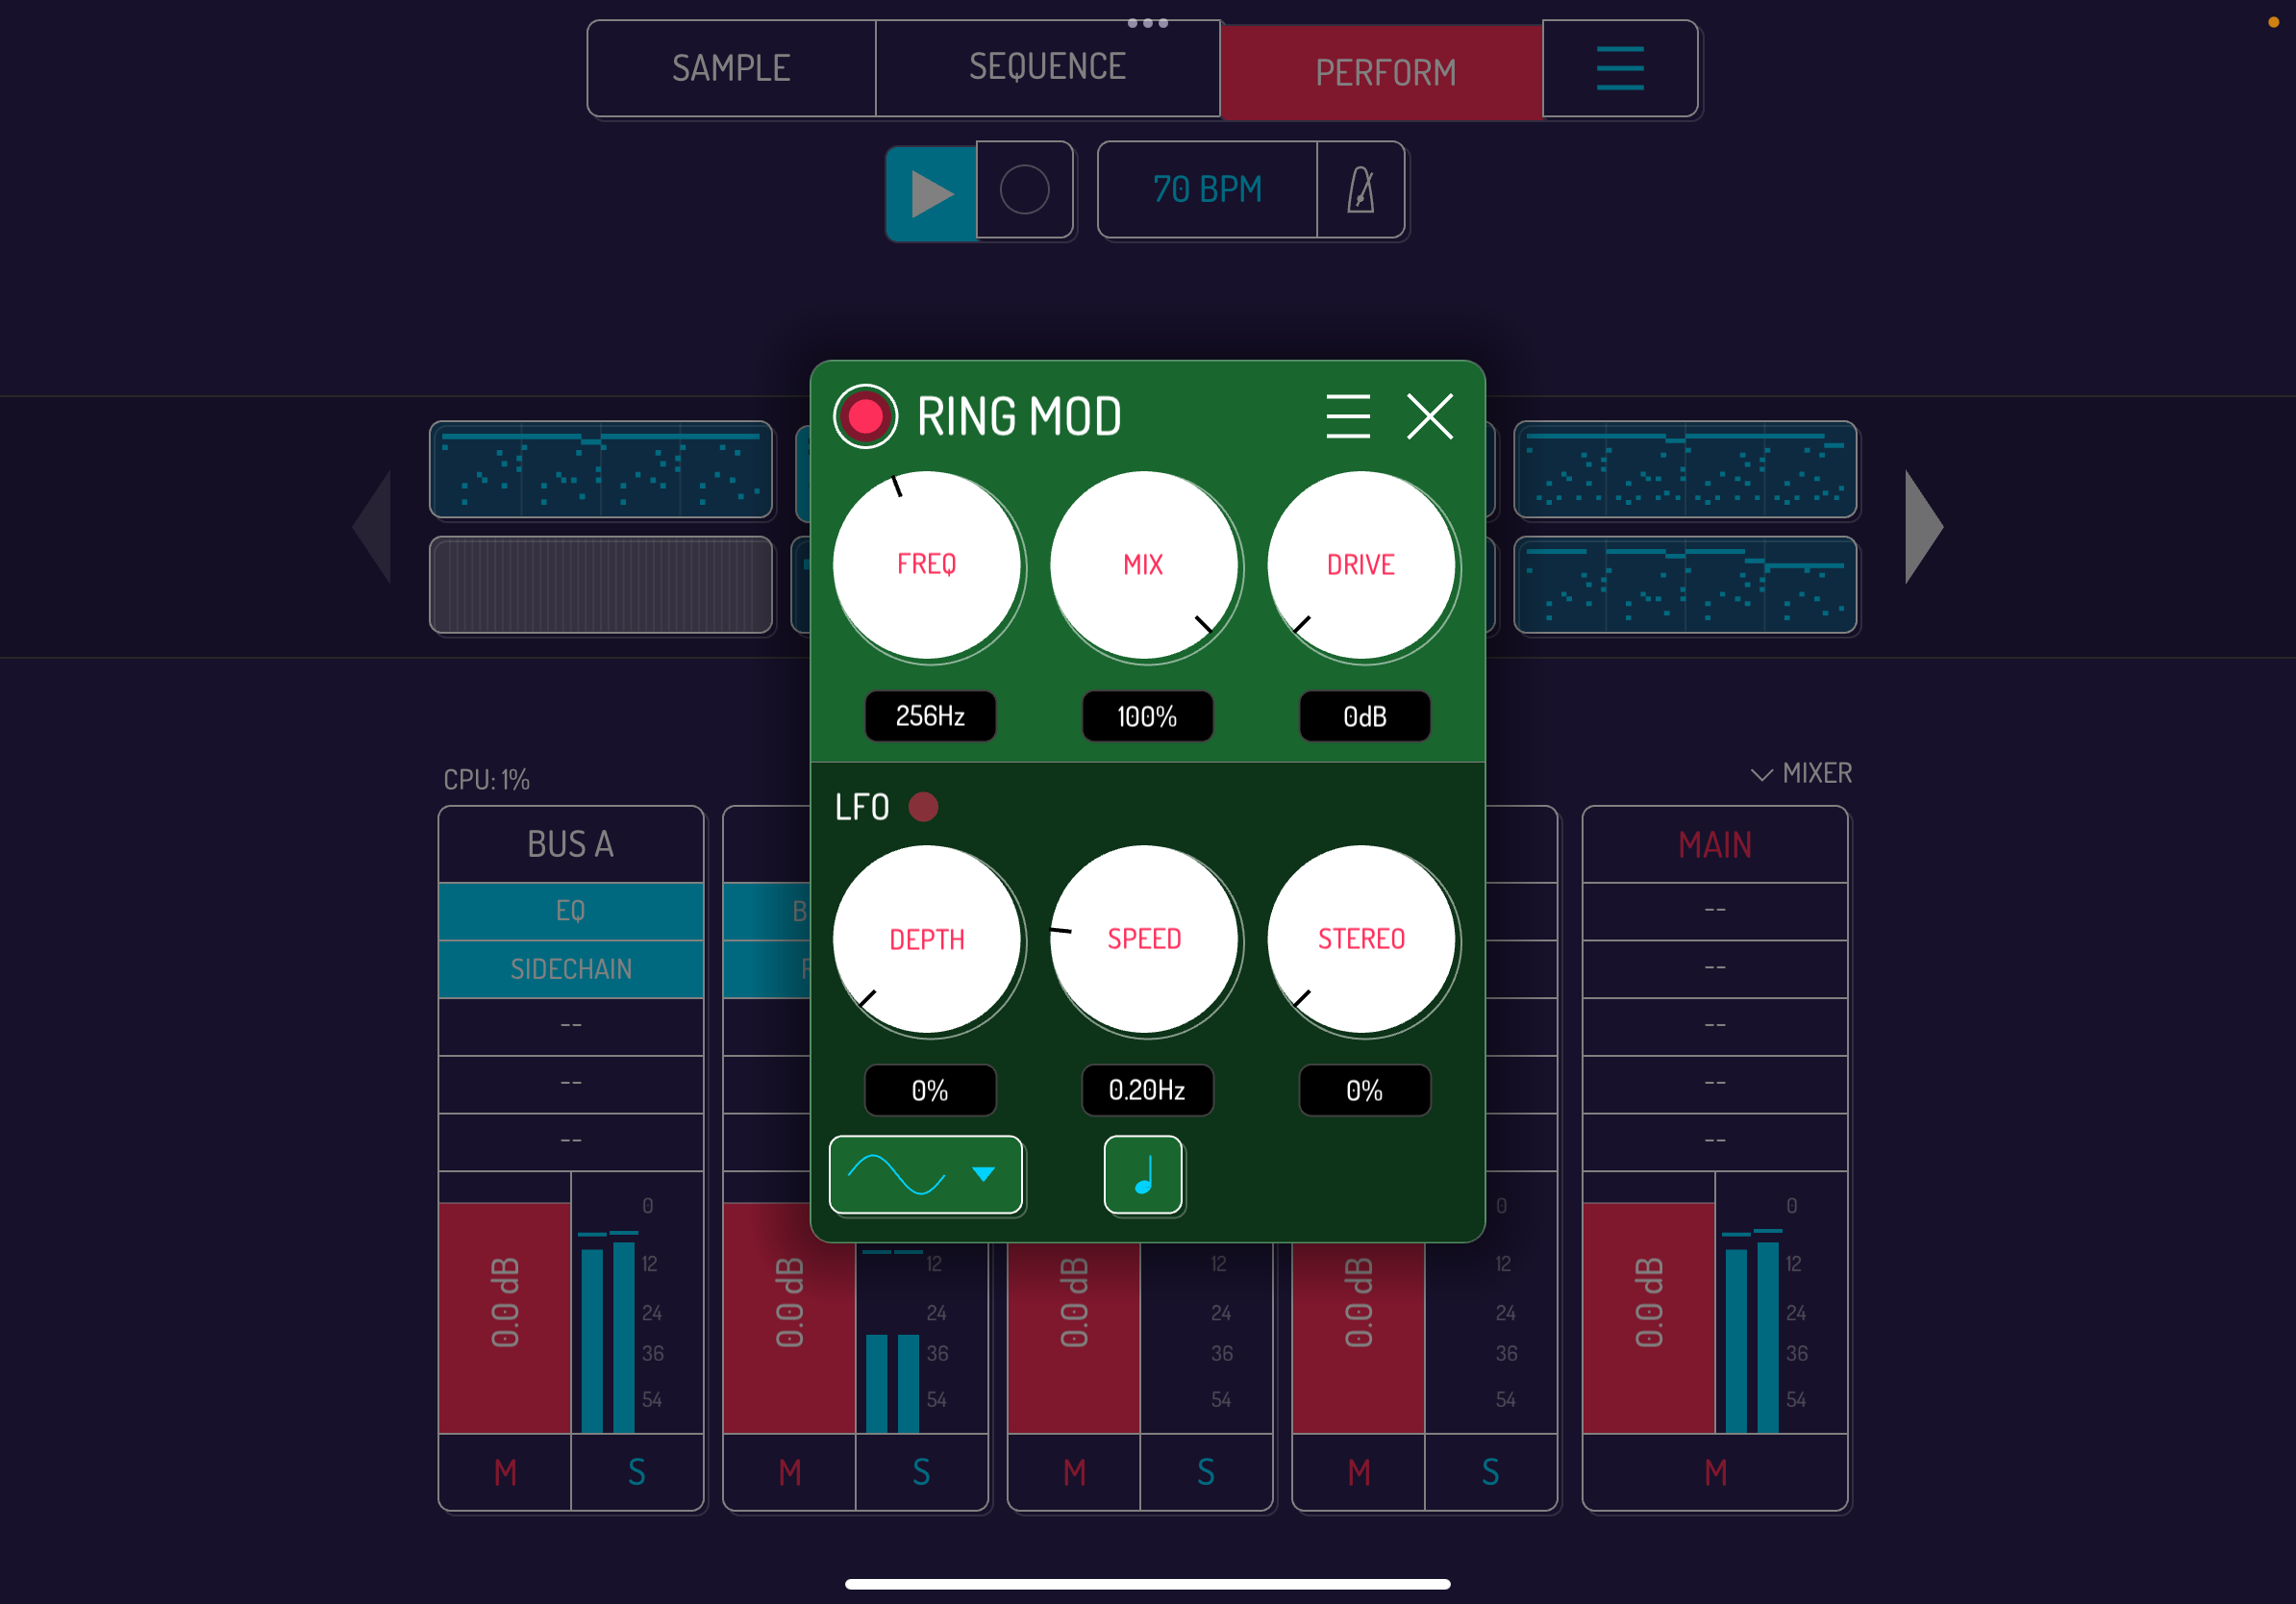 SAMPLE
SEQUENCE
PERFORM
70 BPM
RING MOD
FREQ
MIX
DRIVE
256Hz
100%
0dB
CPU: 1%
MIXER
LFO
BUS A
MAIN
EQ
--
DEPTH
SPEED
STEREO
SIDECHAIN
--
--
--
--
--
0%
0.20Hz
0%
--
--
0
0
0
0.0 dB
12
0.0 dB
12
0.0 dB
12
0.0 dB
12
0.0 dB
12
24
24
24
24
24
36
36
36
36
36
54
54
54
54
54
M
S
M
S
M
S
M
S
M